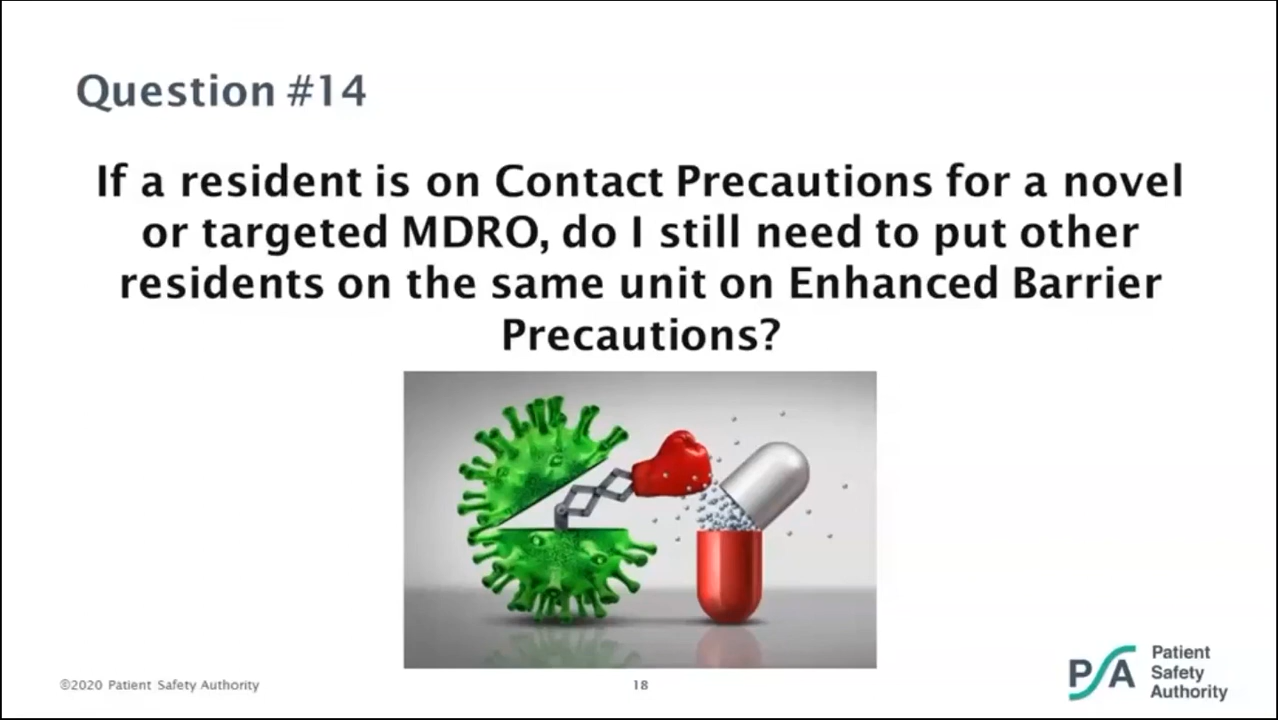 Question #14
If a resident is on Contact Precautions for a novel
or targeted MDRO, do I still need to put other
residents on the same unit on Enhanced Barrier
Precautions?
©2020 Patient Safety Authority
18
PSA
Patient
Safety
Authority